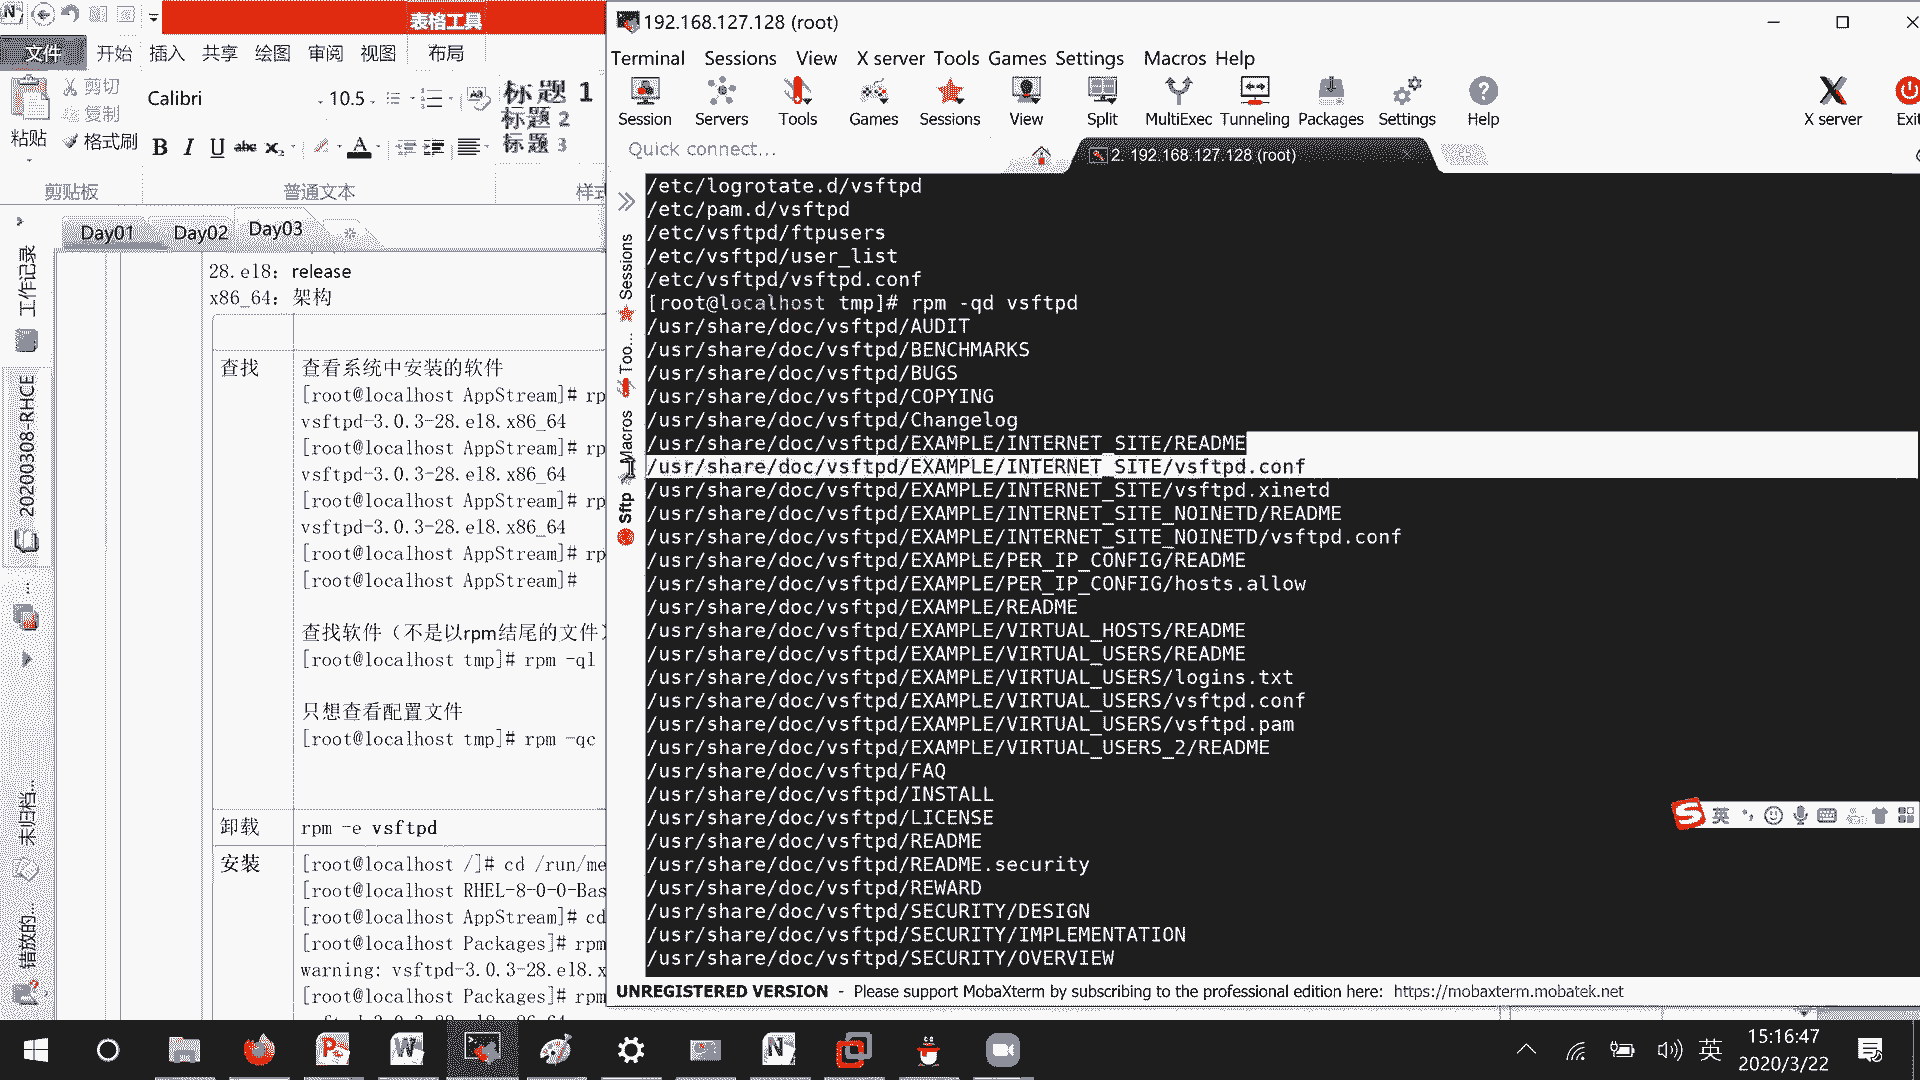 表格工具
文件 开始 插入 共享 绘图 审阅 视图 布局
剪切
复制
格式刷
粘贴
Calibri 10.5
B I U abc x₂ A
标题 1
标题 2
标题 3
剪贴板 普通文本 样式
Day01 Day02 Day03
工作记录
20200308-RHCE
未归档...
错放的...
28.el8: release
x86_64: 架构
查找
查看系统中安装的软件
[root@localhost AppStream]# rp
vsftpd-3.0.3-28.el8.x86_64
[root@localhost AppStream]# rp
vsftpd-3.0.3-28.el8.x86_64
[root@localhost AppStream]# rp
vsftpd-3.0.3-28.el8.x86_64
[root@localhost AppStream]# rp
[root@localhost AppStream]#
查找软件（不是以rpm结尾的文件）
[root@localhost tmp]# rpm -ql
只想查看配置文件
[root@localhost tmp]# rpm -qc
卸载
rpm -e vsftpd
安装
[root@localhost /]# cd /run/me
[root@localhost RHEL-8-0-0-Bas
[root@localhost AppStream]# cd
[root@localhost Packages]# rpm
warning: vsftpd-3.0.3-28.el8.x
[root@localhost Packages]# rpm
192.168.127.128 (root)
Terminal Sessions View X server Tools Games Settings Macros Help
Session Servers Tools Games Sessions View Split MultiExec Tunneling Packages Settings Help X server Exit
Quick connect...
2. 192.168.127.128 (root)
Sessions
Too...
Macros
Sftp
/etc/logrotate.d/vsftpd
/etc/pam.d/vsftpd
/etc/vsftpd/ftpusers
/etc/vsftpd/user_list
/etc/vsftpd/vsftpd.conf
[root@localhost tmp]# rpm -qd vsftpd
/usr/share/doc/vsftpd/AUDIT
/usr/share/doc/vsftpd/BENCHMARKS
/usr/share/doc/vsftpd/BUGS
/usr/share/doc/vsftpd/COPYING
/usr/share/doc/vsftpd/Changelog
/usr/share/doc/vsftpd/EXAMPLE/INTERNET_SITE/README
/usr/share/doc/vsftpd/EXAMPLE/INTERNET_SITE/vsftpd.conf
/usr/share/doc/vsftpd/EXAMPLE/INTERNET_SITE/vsftpd.xinetd
/usr/share/doc/vsftpd/EXAMPLE/INTERNET_SITE_NOINETD/README
/usr/share/doc/vsftpd/EXAMPLE/INTERNET_SITE_NOINETD/vsftpd.conf
/usr/share/doc/vsftpd/EXAMPLE/PER_IP_CONFIG/README
/usr/share/doc/vsftpd/EXAMPLE/PER_IP_CONFIG/hosts.allow
/usr/share/doc/vsftpd/EXAMPLE/README
/usr/share/doc/vsftpd/EXAMPLE/VIRTUAL_HOSTS/README
/usr/share/doc/vsftpd/EXAMPLE/VIRTUAL_USERS/README
/usr/share/doc/vsftpd/EXAMPLE/VIRTUAL_USERS/logins.txt
/usr/share/doc/vsftpd/EXAMPLE/VIRTUAL_USERS/vsftpd.conf
/usr/share/doc/vsftpd/EXAMPLE/VIRTUAL_USERS/vsftpd.pam
/usr/share/doc/vsftpd/EXAMPLE/VIRTUAL_USERS_2/README
/usr/share/doc/vsftpd/FAQ
/usr/share/doc/vsftpd/INSTALL
/usr/share/doc/vsftpd/LICENSE
/usr/share/doc/vsftpd/README
/usr/share/doc/vsftpd/README.security
/usr/share/doc/vsftpd/REWARD
/usr/share/doc/vsftpd/SECURITY/DESIGN
/usr/share/doc/vsftpd/SECURITY/IMPLEMENTATION
/usr/share/doc/vsftpd/SECURITY/OVERVIEW
英
UNREGISTERED VERSION - Please support MobaXterm by subscribing to the professional edition here: https://mobaxterm.mobatek.net
英
15:16:47
2020/3/22